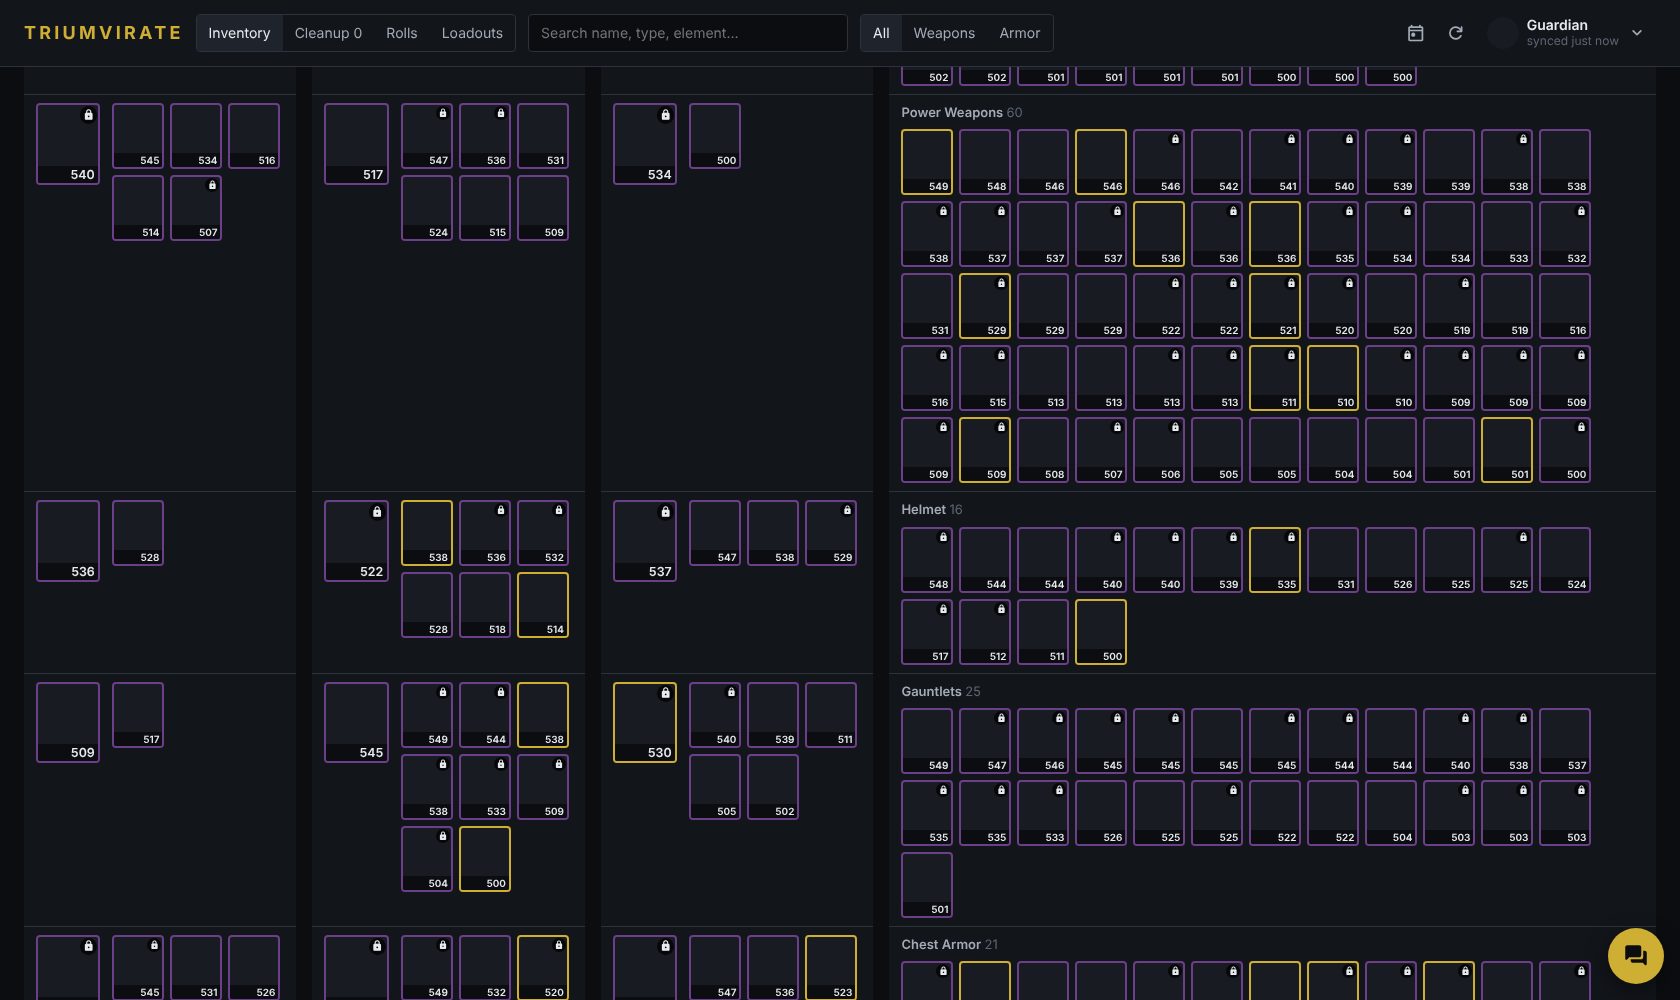 TRIUMVIRATE
Inventory Cleanup 0 Rolls Loadouts
Search name, type, element...
All Weapons Armor
Guardian
synced just now
502 502 501 501 501 501 500 500 500
540 545 534 516
514 507
517 547 536 531
524 515 509
534 500
Power Weapons 60
549 548 546 546 546 542 541 540 539 539 538 538
538 537 537 537 536 536 536 535 534 534 533 532
531 529 529 529 522 522 521 520 520 519 519 516
516 515 513 513 513 513 511 510 510 509 509 509
509 509 508 507 506 505 505 504 504 501 501 500
536 528
522 538 536 532
528 518 514
537 547 538 529
Helmet 16
548 544 544 540 540 539 535 531 526 525 525 524
517 512 511 500
509 517
545 549 544 538
538 533 509
504 500
530 540 539 511
505 502
Gauntlets 25
549 547 546 545 545 545 545 544 544 540 538 537
535 535 533 526 525 525 522 522 504 503 503 503
501
545 531 526
549 532 520
547 536 523
Chest Armor 21